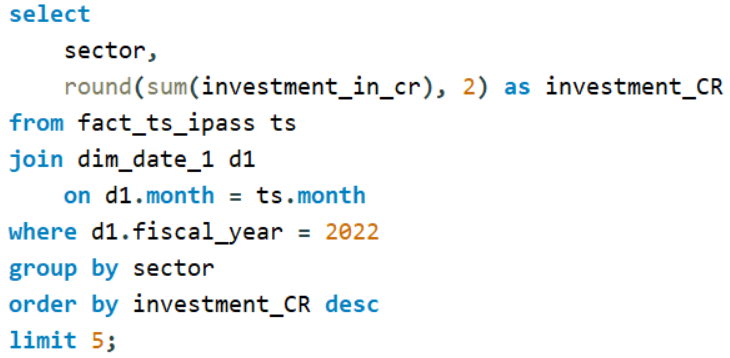 select
    sector,
    round(sum(investment_in_cr), 2) as investment_CR
from fact_ts_ipass ts
join dim_date_1 d1
    on d1.month = ts.month
where d1.fiscal_year = 2022
group by sector
order by investment_CR desc
limit 5;